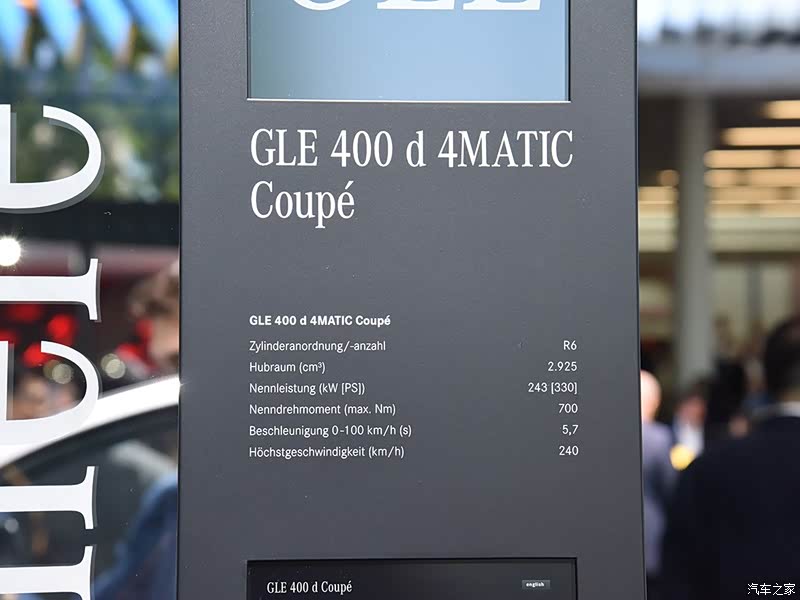 GLE 400 d 4MATIC
Coupé
GLE 400 d 4MATIC Coupé
Zylinderanordnung/-anzahl R6
Hubraum (cm³) 2.925
Nennleistung (kW [PS]) 243 [330]
Nenndrehmoment (max. Nm) 700
Beschleunigung 0-100 km/h (s) 5,7
Höchstgeschwindigkeit (km/h) 240
GLE 400 d Coupé english
汽车之家